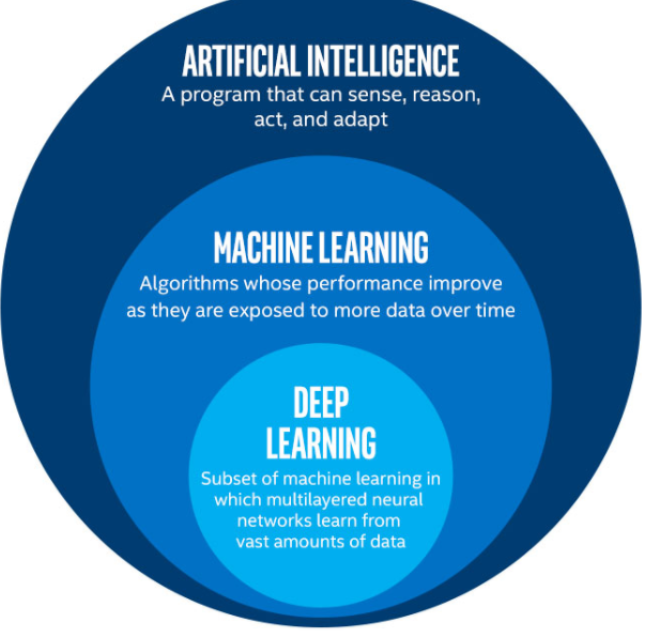 ARTIFICIAL INTELLIGENCE
A program that can sense, reason,
act, and adapt
MACHINE LEARNING
Algorithms whose performance improve
as they are exposed to more data over time
DEEP
LEARNING
Subset of machine learning in
which multilayered neural
networks learn from
vast amounts of data